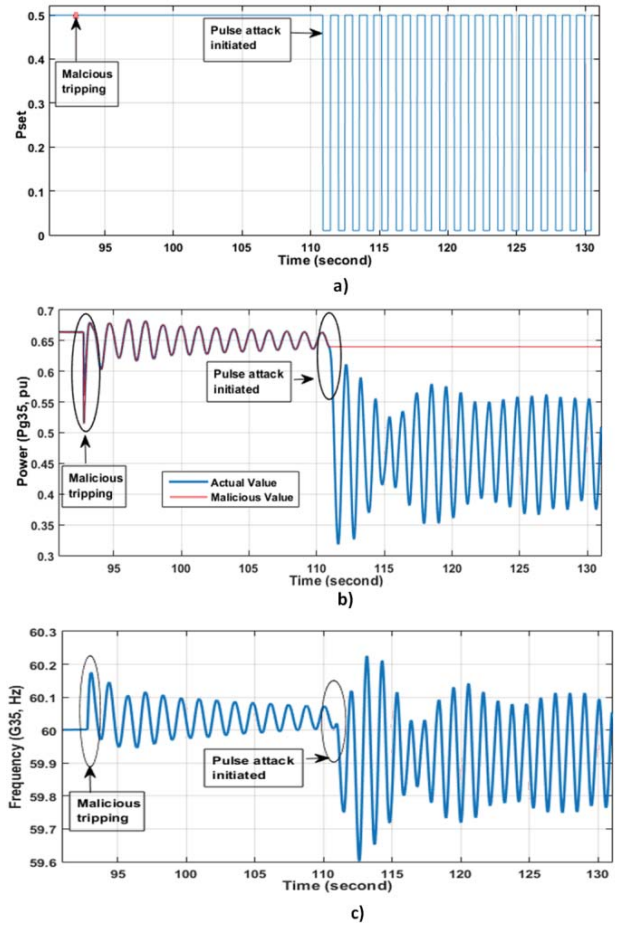 0.5
0.4
0.3
0.2
0.1
0
Pset
Malcious
tripping
Pulse attack
initiated
95 100 105 110 115 120 125 130
Time (second)
a)
0.7
0.65
0.6
0.55
0.5
0.45
0.4
0.35
0.3
Power (Pg35, pu)
Pulse attack
initiated
Malicious
tripping
Actual Value
Malicious Value
95 100 105 110 115 120 125 130
Time (second)
b)
60.3
60.2
60.1
60
59.9
59.8
59.7
59.6
Frequency (G35, Hz)
Pulse attack
initiated
Malicious
tripping
95 100 105 110 115 120 125 130
Time (second)
c)